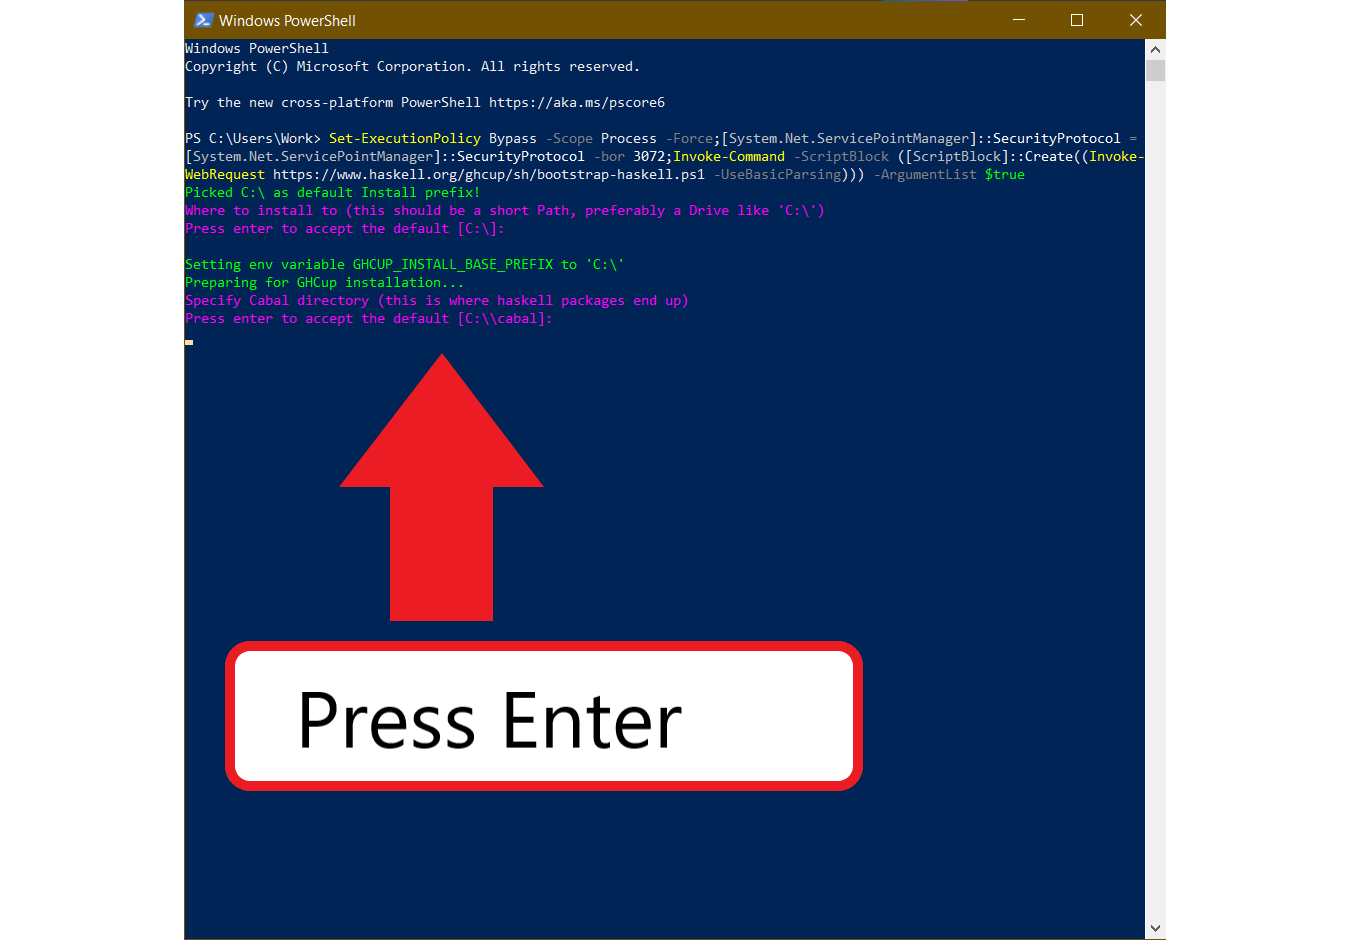 Windows PowerShell
Windows PowerShell
Copyright (C) Microsoft Corporation. All rights reserved.
Try the new cross-platform PowerShell https://aka.ms/pscore6
PS C:\Users\Work> Set-ExecutionPolicy Bypass -Scope Process -Force;[System.Net.ServicePointManager]::SecurityProtocol =
[System.Net.ServicePointManager]::SecurityProtocol -bor 3072;Invoke-Command -ScriptBlock ([ScriptBlock]::Create((Invoke-
WebRequest https://www.haskell.org/ghcup/sh/bootstrap-haskell.ps1 -UseBasicParsing))) -ArgumentList $true
Picked C:\ as default Install prefix!
Where to install to (this should be a short Path, preferably a Drive like 'C:\')
Press enter to accept the default [C:\]:
Setting env variable GHCUP_INSTALL_BASE_PREFIX to 'C:\'
Preparing for GHCup installation...
Specify Cabal directory (this is where haskell packages end up)
Press enter to accept the default [C:\\cabal]:
Press Enter